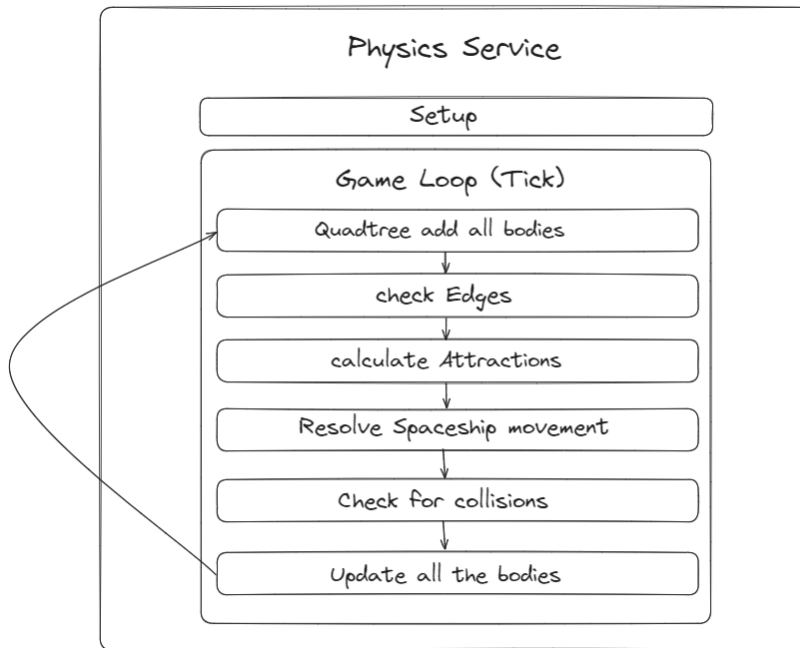 Physics Service
Setup
Game Loop (Tick)
Quadtree add all bodies
check Edges
calculate Attractions
Resolve Spaceship movement
Check for collisions
Update all the bodies